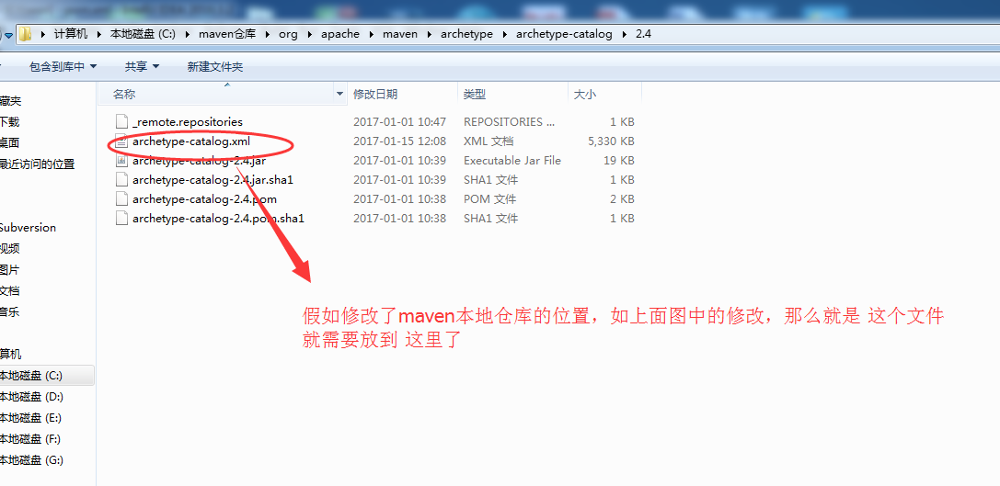 计算机 本地磁盘 (C:) maven仓库 org apache maven archetype archetype-catalog 2.4
包含到库中 共享 新建文件夹
名称 修改日期 类型 大小
_remote.repositories 2017-01-01 10:47 REPOSITORIES ... 1 KB
archetype-catalog.xml 2017-01-15 12:08 XML 文档 5,330 KB
archetype-catalog-2.4.jar 2017-01-01 10:39 Executable Jar File 19 KB
archetype-catalog-2.4.jar.sha1 2017-01-01 10:39 SHA1 文件 1 KB
archetype-catalog-2.4.pom 2017-01-01 10:38 POM 文件 2 KB
archetype-catalog-2.4.pom.sha1 2017-01-01 10:38 SHA1 文件 1 KB
藏夹
下载
桌面
最近访问的位置
Subversion
视频
图片
文档
音乐
算机
本地磁盘 (C:)
本地磁盘 (D:)
本地磁盘 (E:)
本地磁盘 (F:)
本地磁盘 (G:)
假如修改了maven本地仓库的位置，如上面图中的修改，那么就是 这个文件
就需要放到 这里了